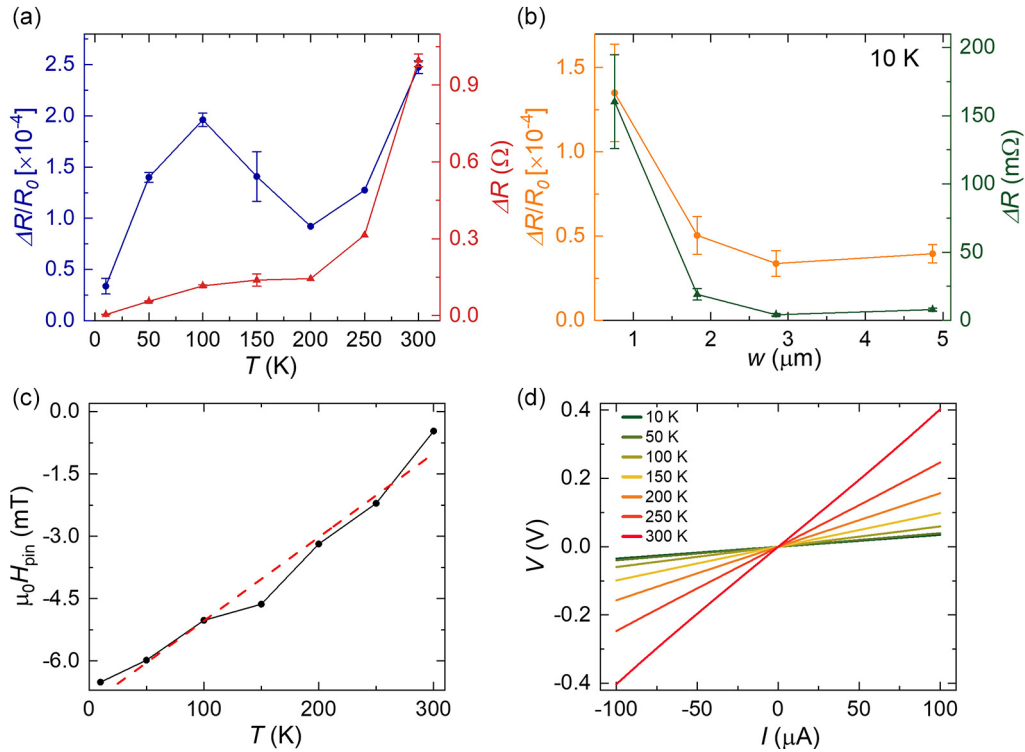 (a)
ΔR/R0 [×10-4]
2.5
2.0
1.5
1.0
0.5
0.0
0.9
0.6
0.3
0.0
ΔR (Ω)
0 50 100 150 200 250 300
T (K)
(b)
10 K
ΔR/R0 [×10-4]
1.5
1.0
0.5
0.0
200
150
100
50
0
ΔR (mΩ)
1 2 3 4 5
w (μm)
(c)
μ0Hpin (mT)
0.0
-1.5
-3.0
-4.5
-6.0
0 100 200 300
T (K)
(d)
10 K
50 K
100 K
150 K
200 K
250 K
300 K
V (V)
0.4
0.2
0.0
-0.2
-0.4
-100 -50 0 50 100
I (μA)